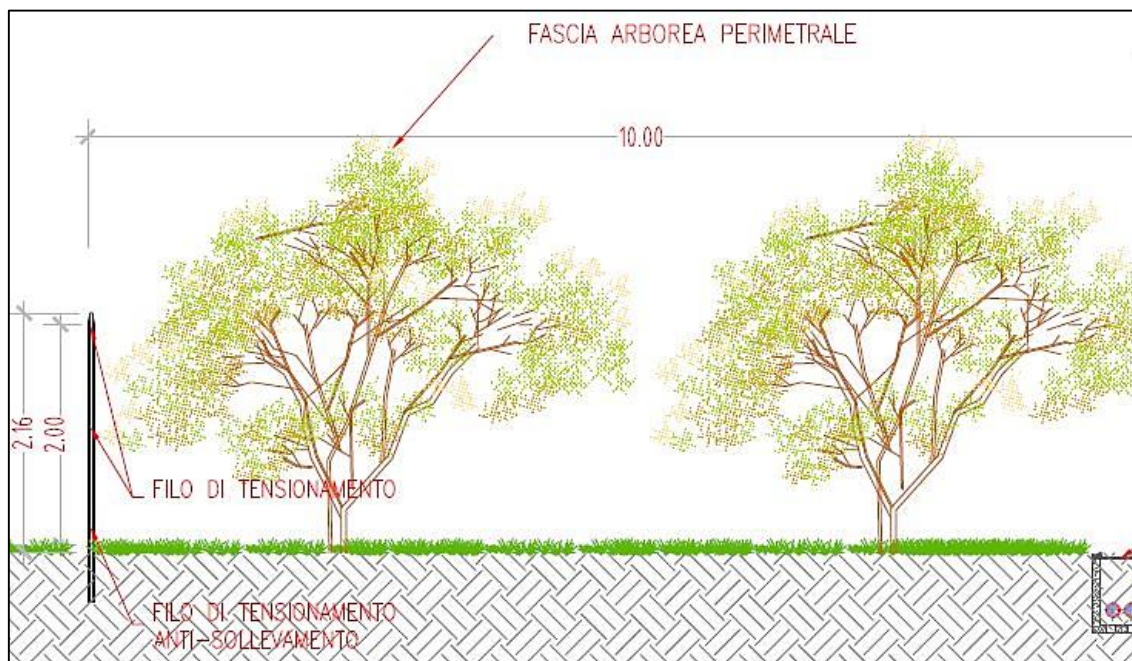 FASCIA ARBOREA PERIMETRALE
10.00
2.16
2.00
FILO DI TENSIONAMENTO
FILO DI TENSIONAMENTO
ANTI-SOLLEVAMENTO